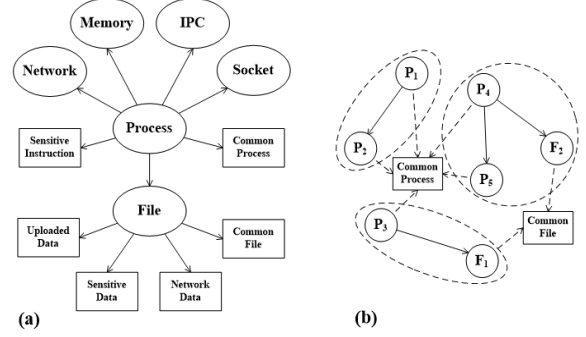 Memory
IPC
Network
Socket
Process
Sensitive
Instruction
Common
Process
File
Uploaded
Data
Common
File
Sensitive
Data
Network
Data
(a)
P1
P4
P2
F2
Common
Process
P5
P3
Common
File
F1
(b)